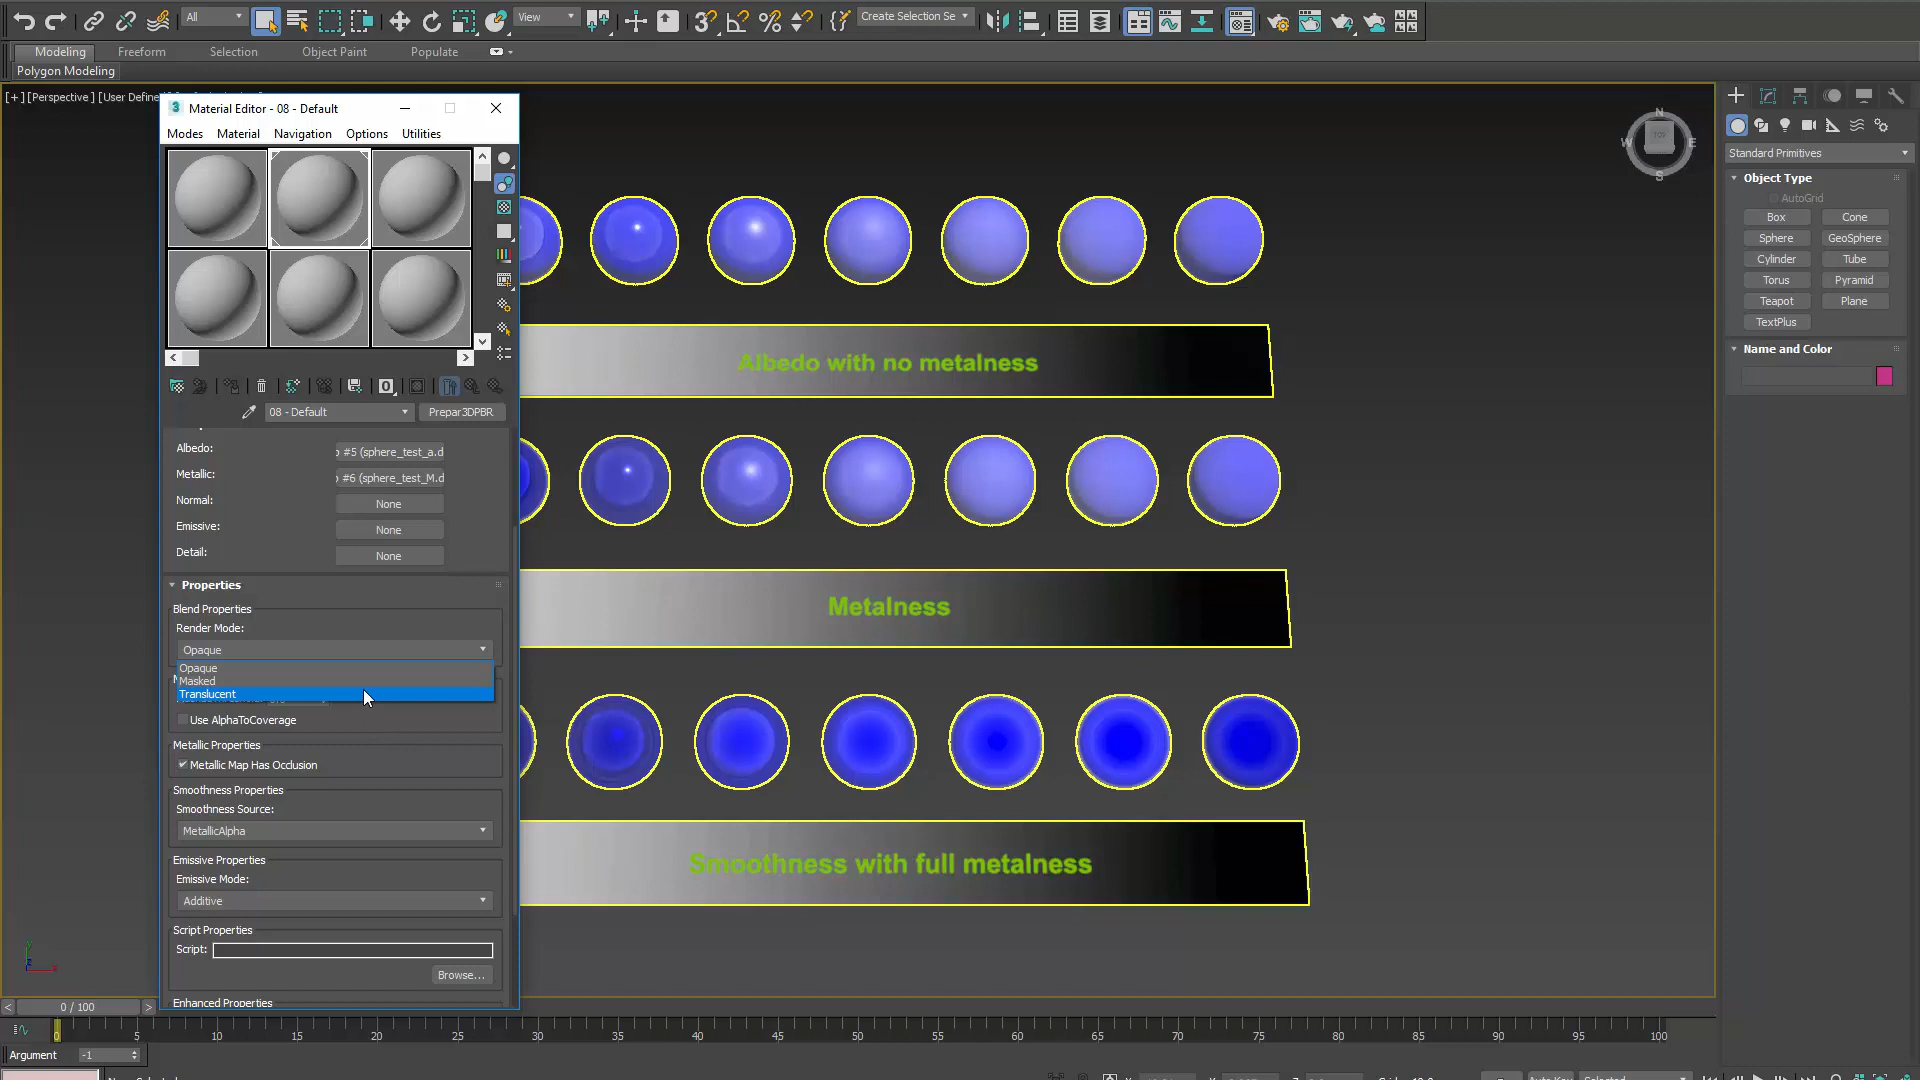 All
View
Create Selection Se
Modeling
Freeform
Selection
Object Paint
Populate
Polygon Modeling
[+] [Perspective] [User Define
Material Editor - 08 - Default
Modes
Material
Navigation
Options
Utilities
08 - Default
Prepar3DPBR
Albedo:
p #5 (sphere_test_a.d
Metallic:
p #6 (sphere_test_M.d
Normal:
None
Emissive:
None
Detail:
None
Properties
Blend Properties
Render Mode:
Opaque
Opaque
Masked
Translucent
Use AlphaToCoverage
Metallic Properties
Metallic Map Has Occlusion
Smoothness Properties
Smoothness Source:
MetallicAlpha
Emissive Properties
Emissive Mode:
Additive
Script Properties
Script:
Browse...
Enhanced Properties
Albedo with no metalness
Metalness
Smoothness with full metalness
N
W
TOP
E
S
Standard Primitives
Object Type
AutoGrid
Box
Cone
Sphere
GeoSphere
Cylinder
Tube
Torus
Pyramid
Teapot
Plane
TextPlus
Name and Color
0 / 100
0 5 10 15 20 25 30 35 40 45 50 55 60 65 70 75 80 85 90 95 100
Argument
-1